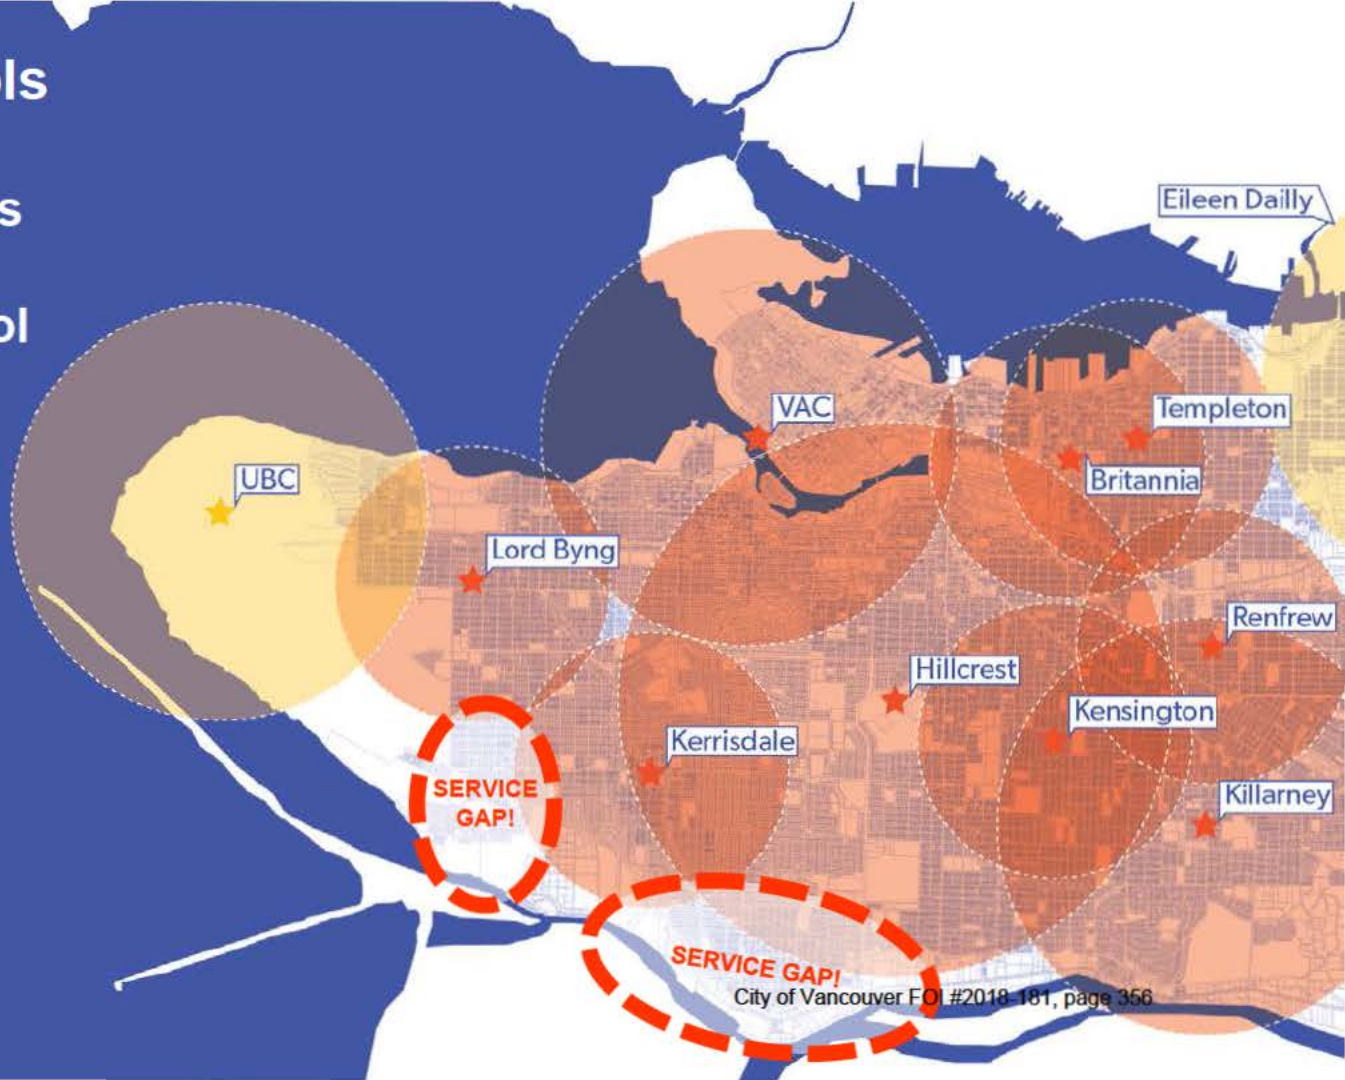 ols
s
ol
Eileen Dailly
VAC
Templeton
UBC
Britannia
Lord Byng
Renfrew
Hillcrest
Kensington
Kerrisdale
SERVICE
GAP!
Killarney
SERVICE GAP!
City of Vancouver FOI #2018-181, page 356